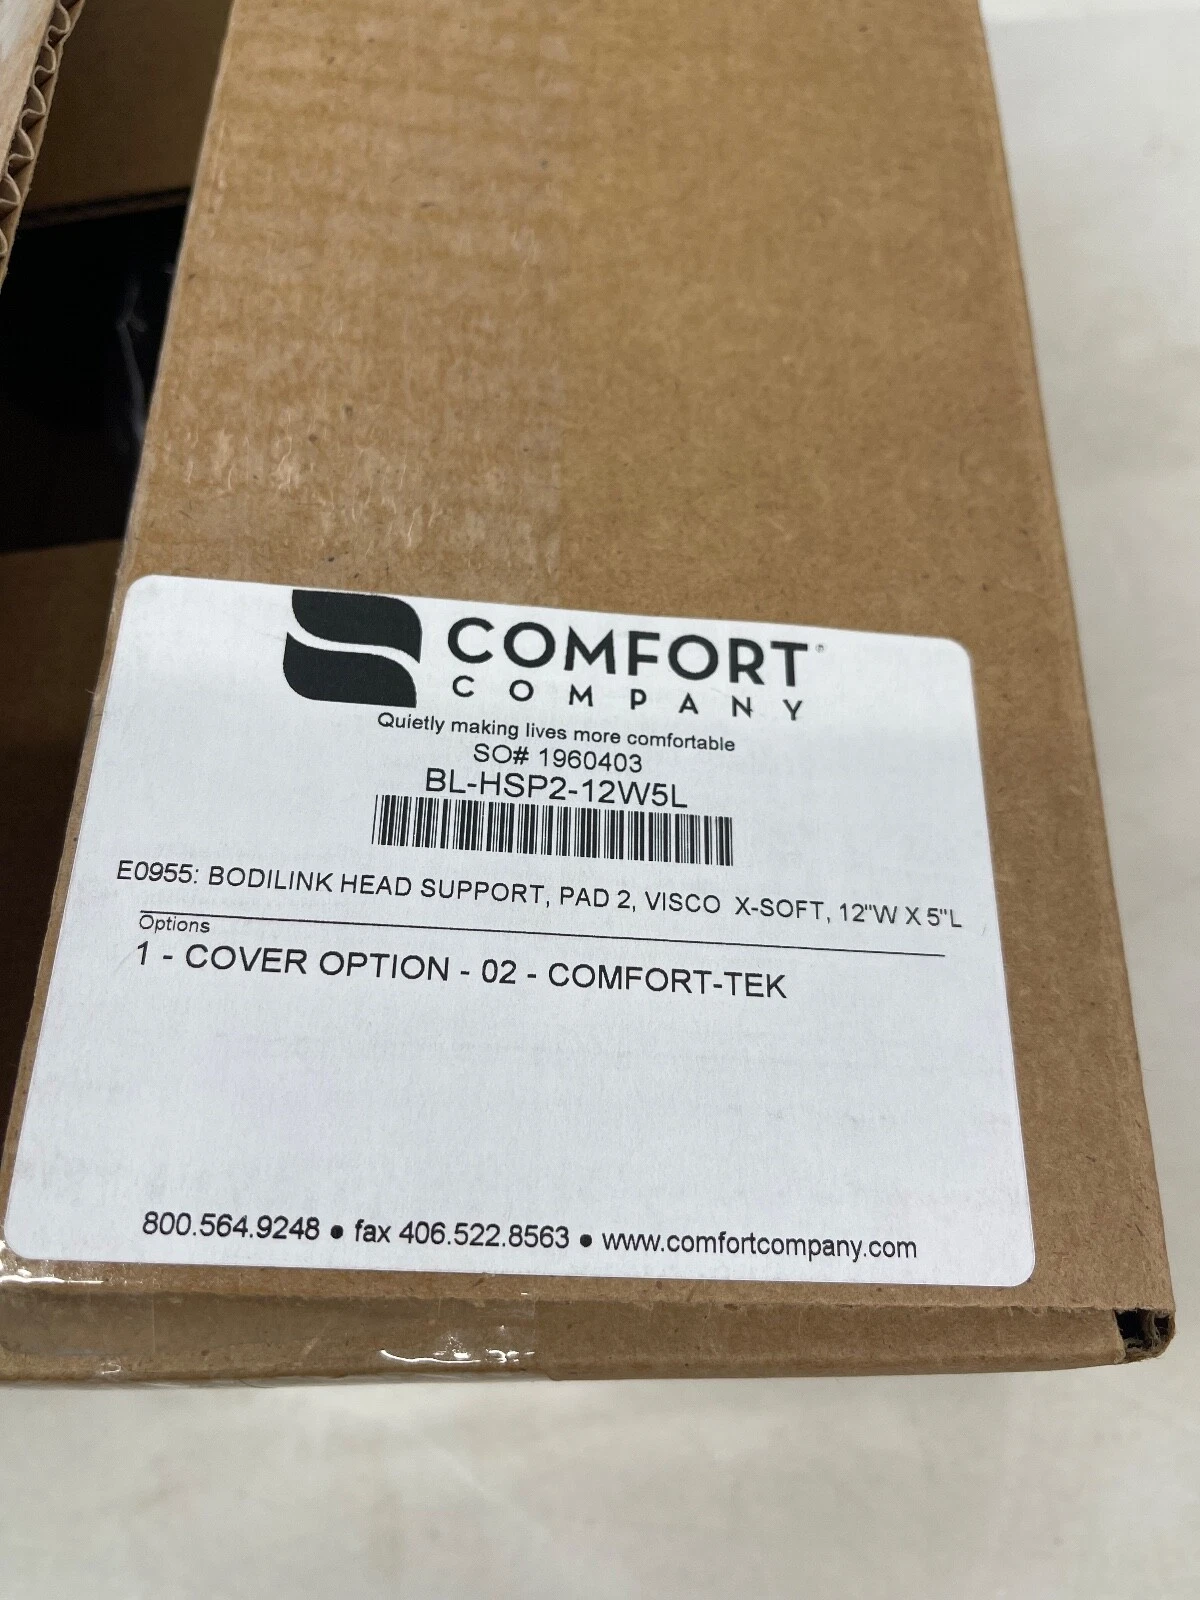 COMFORT®
COMPANY
Quietly making lives more comfortable
SO# 1960403
BL-HSP2-12W5L
E0955: BODILINK HEAD SUPPORT, PAD 2, VISCO X-SOFT, 12"W X 5"L
Options
1 - COVER OPTION - 02 - COMFORT-TEK
800.564.9248 ● fax 406.522.8563 ● www.comfortcompany.com